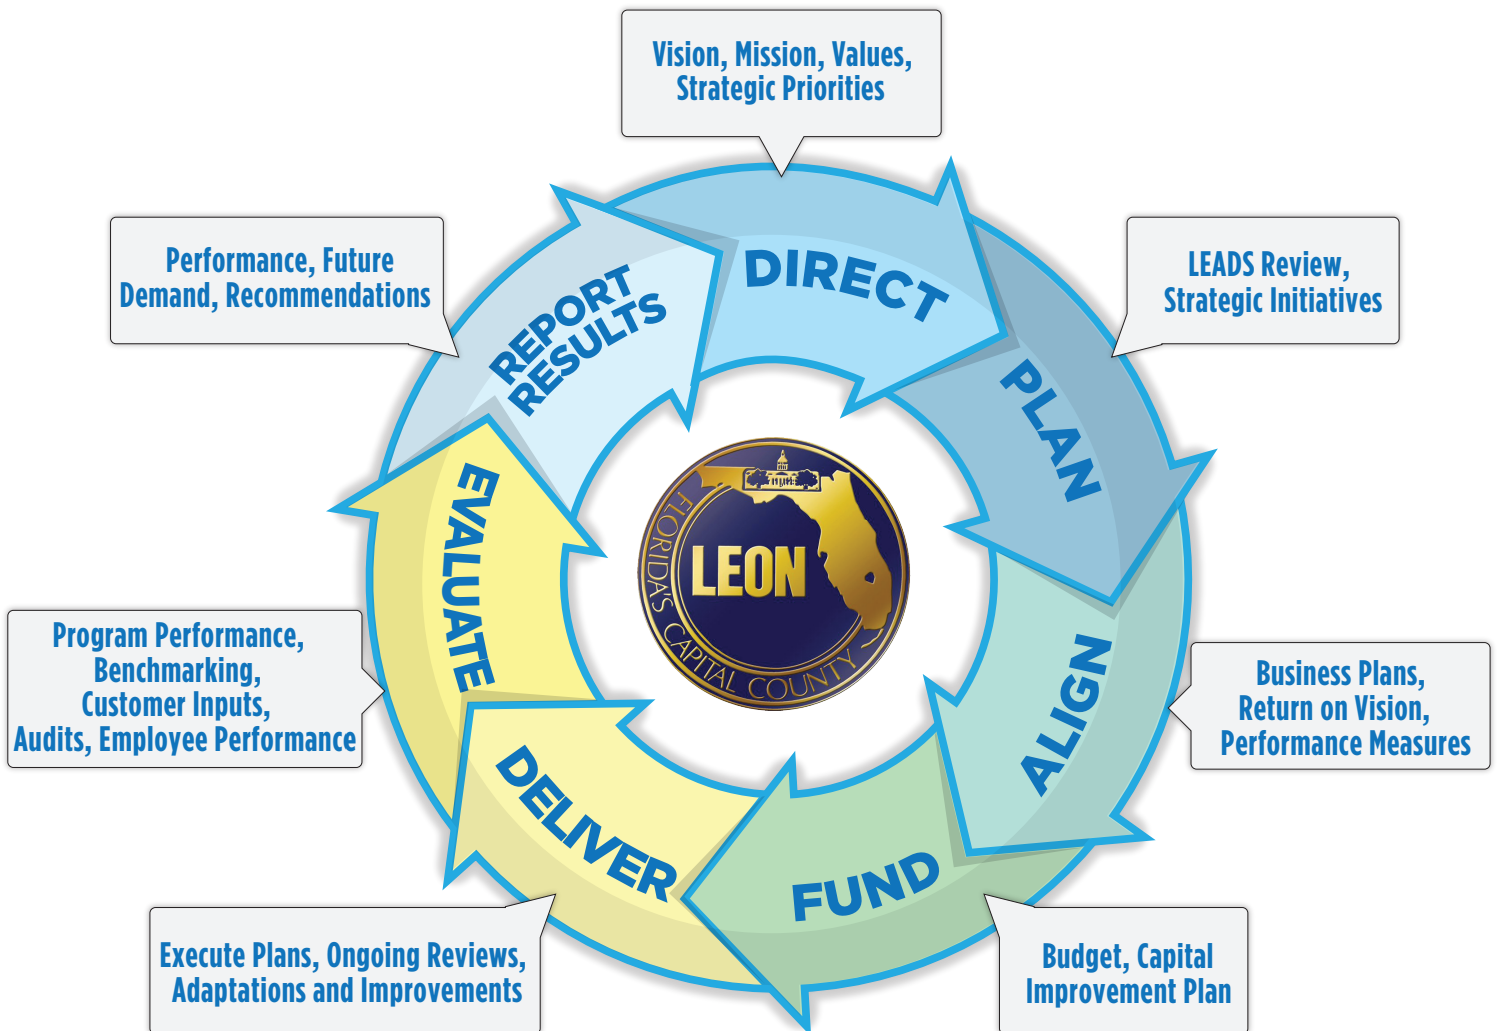 Vision, Mission, Values,
Strategic Priorities
DIRECT
LEADS Review,
Strategic Initiatives
PLAN
Business Plans,
Return on Vision,
Performance Measures
ALIGN
Budget, Capital
Improvement Plan
FUND
Execute Plans, Ongoing Reviews,
Adaptations and Improvements
DELIVER
Program Performance,
Benchmarking,
Customer Inputs,
Audits, Employee Performance
EVALUATE
Performance, Future
Demand, Recommendations
REPORT
RESULTS
LEON
FLORIDA'S CAPITAL COUNTY